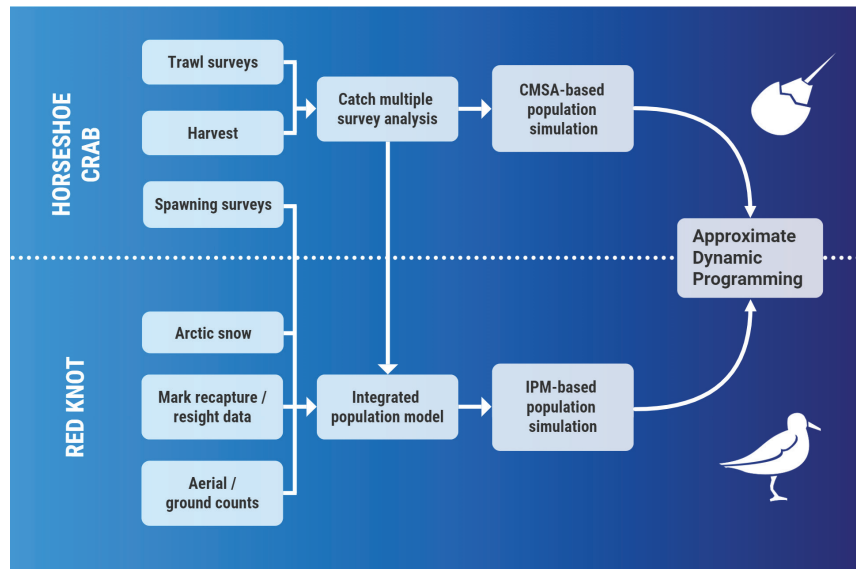 HORSESHOE
CRAB
Trawl surveys
Harvest
Spawning surveys
Catch multiple
survey analysis
CMSA-based
population
simulation
Approximate
Dynamic
Programming
RED KNOT
Arctic snow
Mark recapture /
resight data
Aerial /
ground counts
Integrated
population model
IPM-based
population
simulation